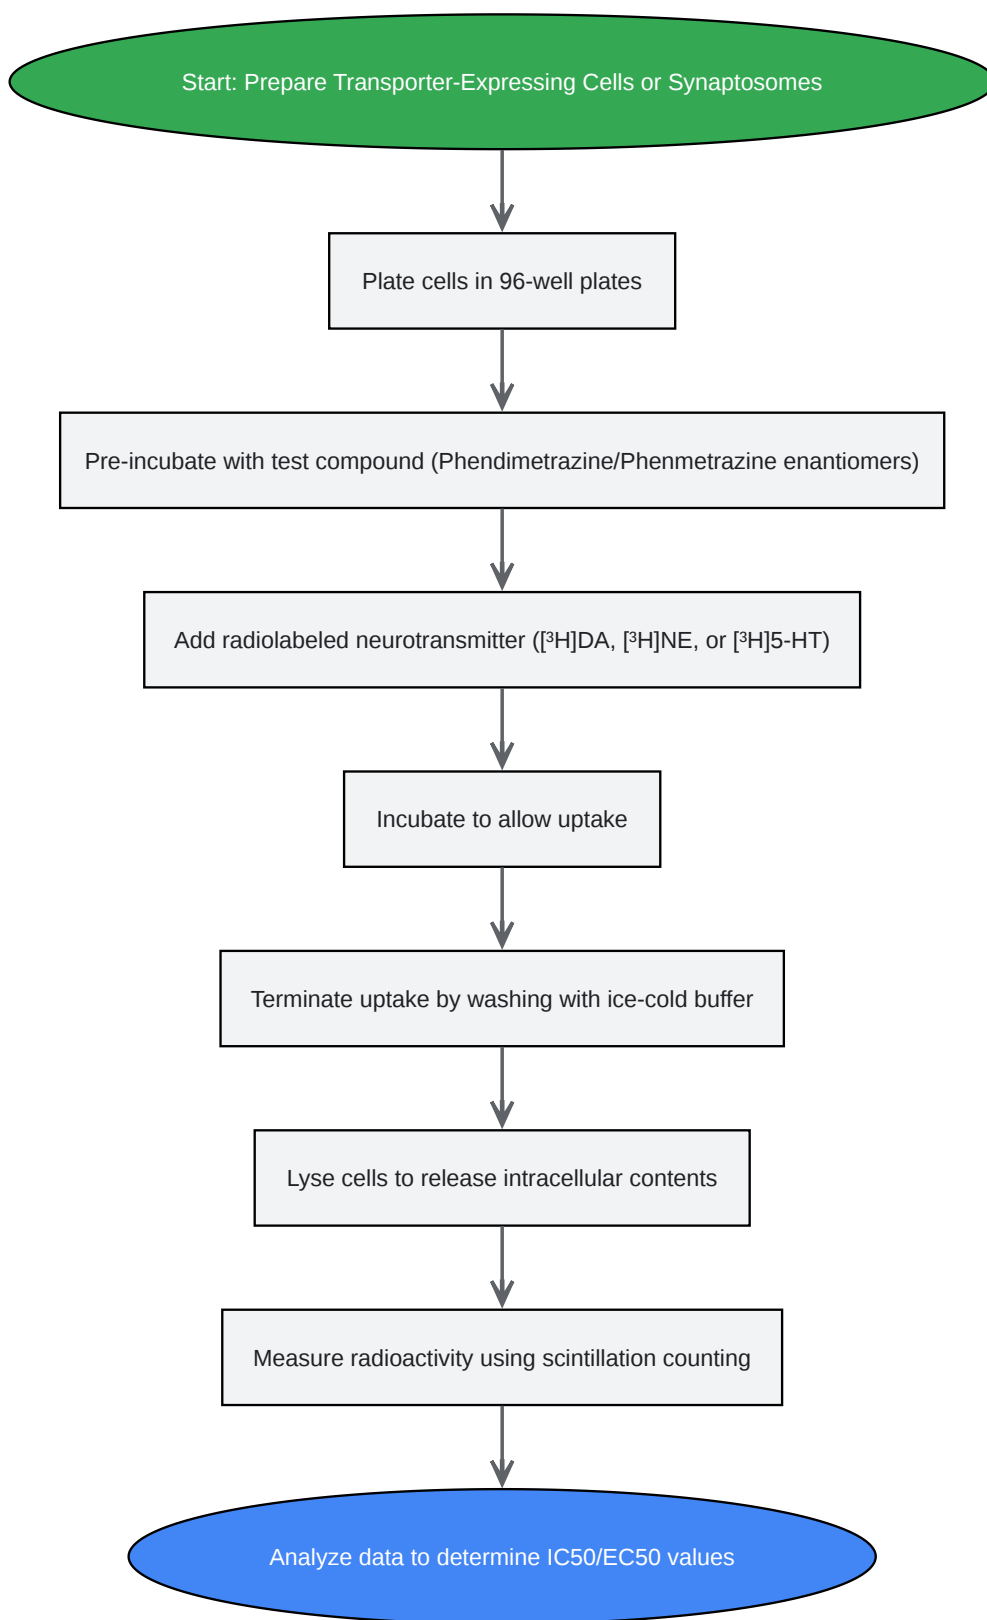 Start: Prepare Transporter-Expressing Cells or Synaptosomes
Plate cells in 96-well plates
Pre-incubate with test compound (Phendimetrazine/Phenmetrazine enantiomers)
Add radiolabeled neurotransmitter ([³H]DA, [³H]NE, or [³H]5-HT)
Incubate to allow uptake
Terminate uptake by washing with ice-cold buffer
Lyse cells to release intracellular contents
Measure radioactivity using scintillation counting
Analyze data to determine IC50/EC50 values